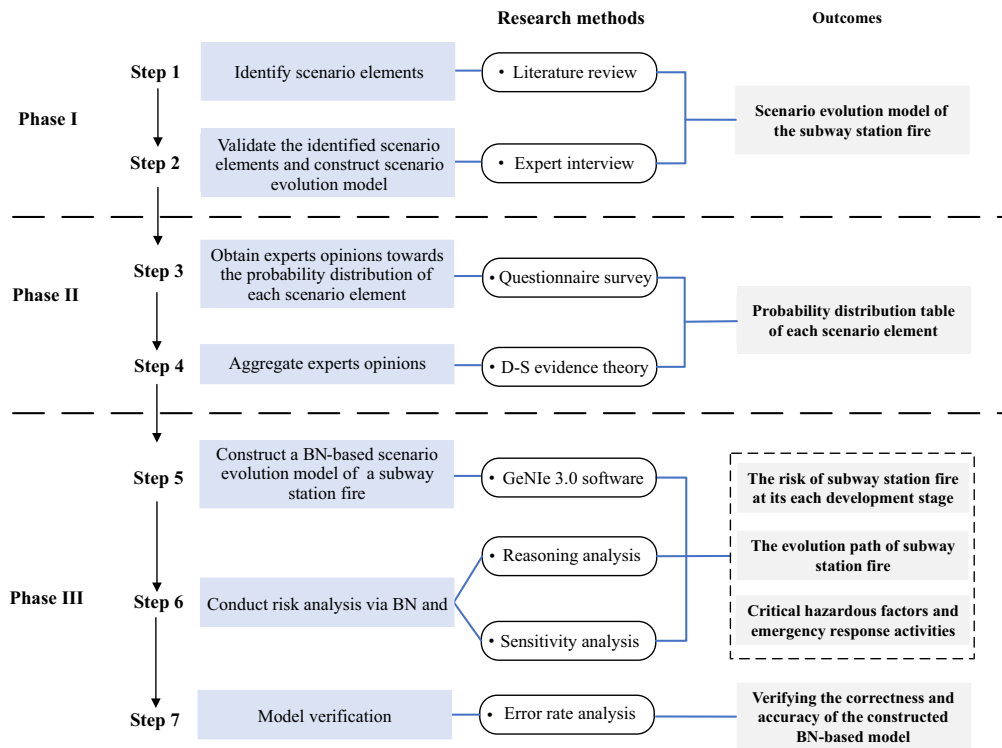 Research methods
Outcomes
Phase I
Step 1
Identify scenario elements
• Literature review
Step 2
Validate the identified scenario
elements and construct scenario
evolution model
• Expert interview
Scenario evolution model of
the subway station fire
Phase II
Step 3
Obtain experts opinions towards
the probability distribution of
each scenario element
• Questionnaire survey
Step 4
Aggregate experts opinions
• D-S evidence theory
Probability distribution table
of each scenario element
Phase III
Step 5
Construct a BN-based scenario
evolution model of a subway
station fire
• GeNIe 3.0 software
Step 6
Conduct risk analysis via BN and
• Reasoning analysis
• Sensitivity analysis
The risk of subway station fire
at its each development stage
The evolution path of subway
station fire
Critical hazardous factors and
emergency response activities
Step 7
Model verification
• Error rate analysis
Verifying the correctness and
accuracy of the constructed
BN-based model